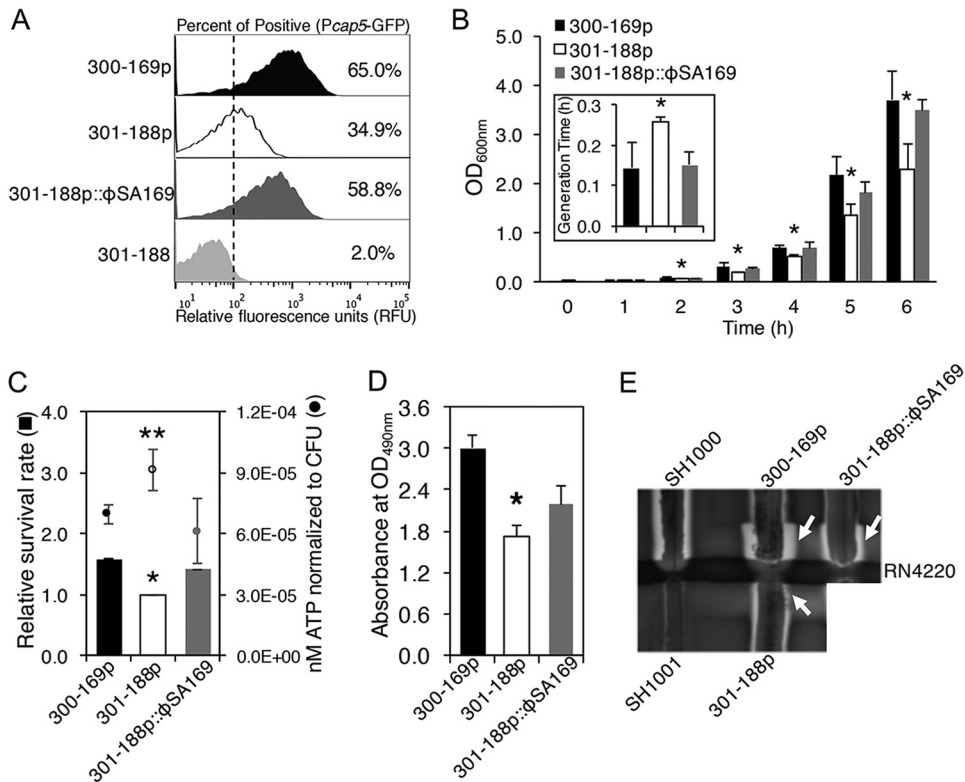 A
Percent of Positive (Pcap5-GFP)
300-169p
65.0%
301-188p
34.9%
301-188p::ϕSA169
58.8%
301-188
2.0%
10¹ 10² 10³ 10⁴ 10⁵
Relative fluorescence units (RFU)
B
300-169p
301-188p
301-188p::ϕSA169
OD600nm
5.0
4.0
3.0
2.0
1.0
0.0
Generation Time (h)
0.3
0.2
0.1
0.0
*
* * * * *
0 1 2 3 4 5 6
Time (h)
C
Relative survival rate (■)
4.0
3.0
2.0
1.0
0.0
**
*
1.2E-04
9.0E-05
6.0E-05
3.0E-05
0.0E+00
nM ATP normalized to CFU (●)
300-169p
301-188p
301-188p::ϕSA169
D
Absorbance at OD490nm
3.6
3.0
2.4
1.8
1.2
0.6
0.0
*
300-169p
301-188p
301-188p::ϕSA169
E
SH1000
300-169p
301-188p::ϕSA169
RN4220
SH1001
301-188p